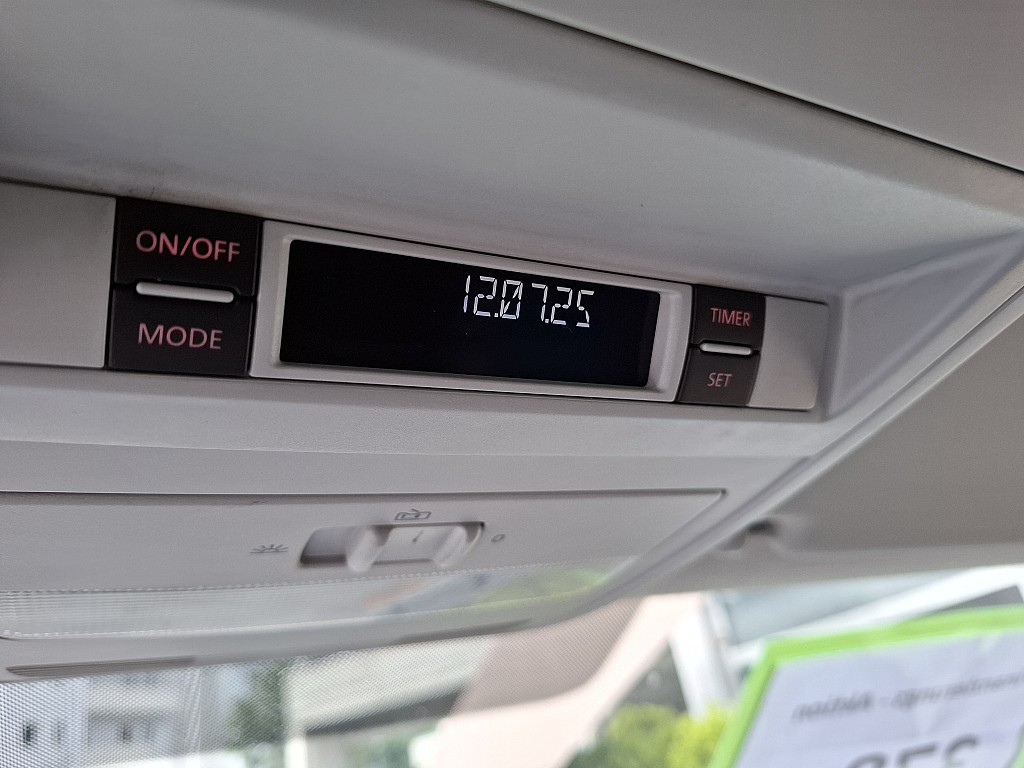 ON/OFF
MODE
12.07.25
TIMER
SET